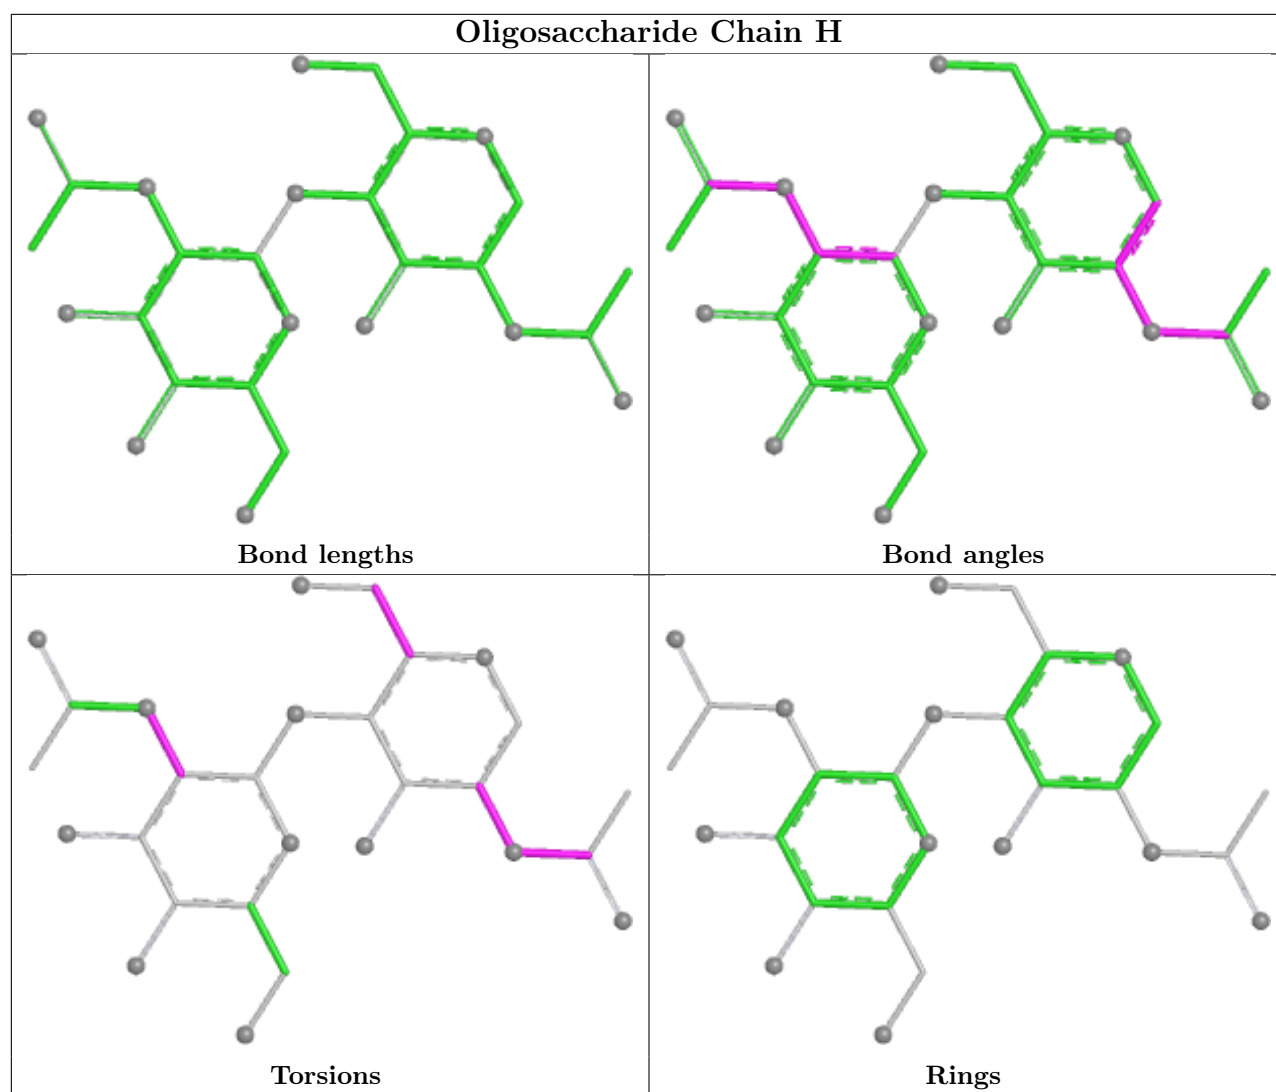 Oligosaccharide Chain H
Bond lengths
Bond angles
Torsions
Rings